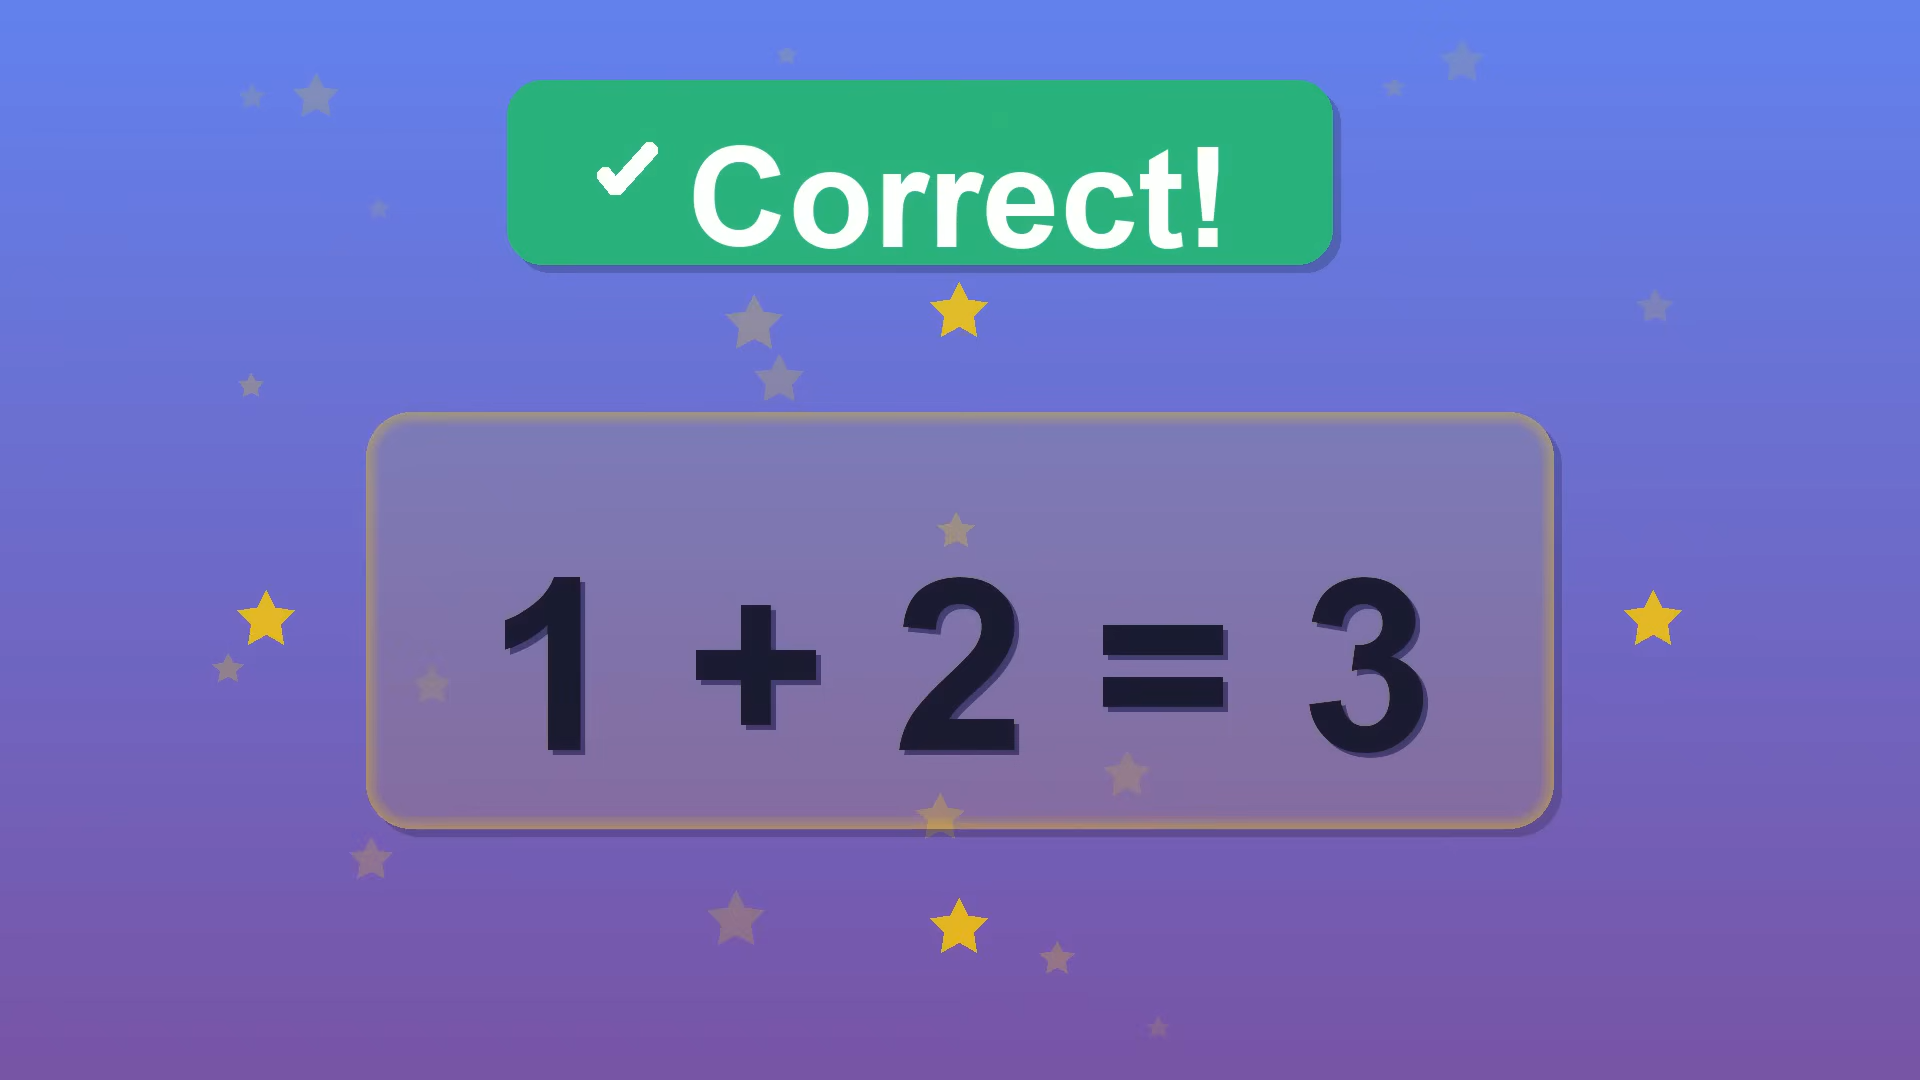 ✓ Correct!
1 + 2 = 3